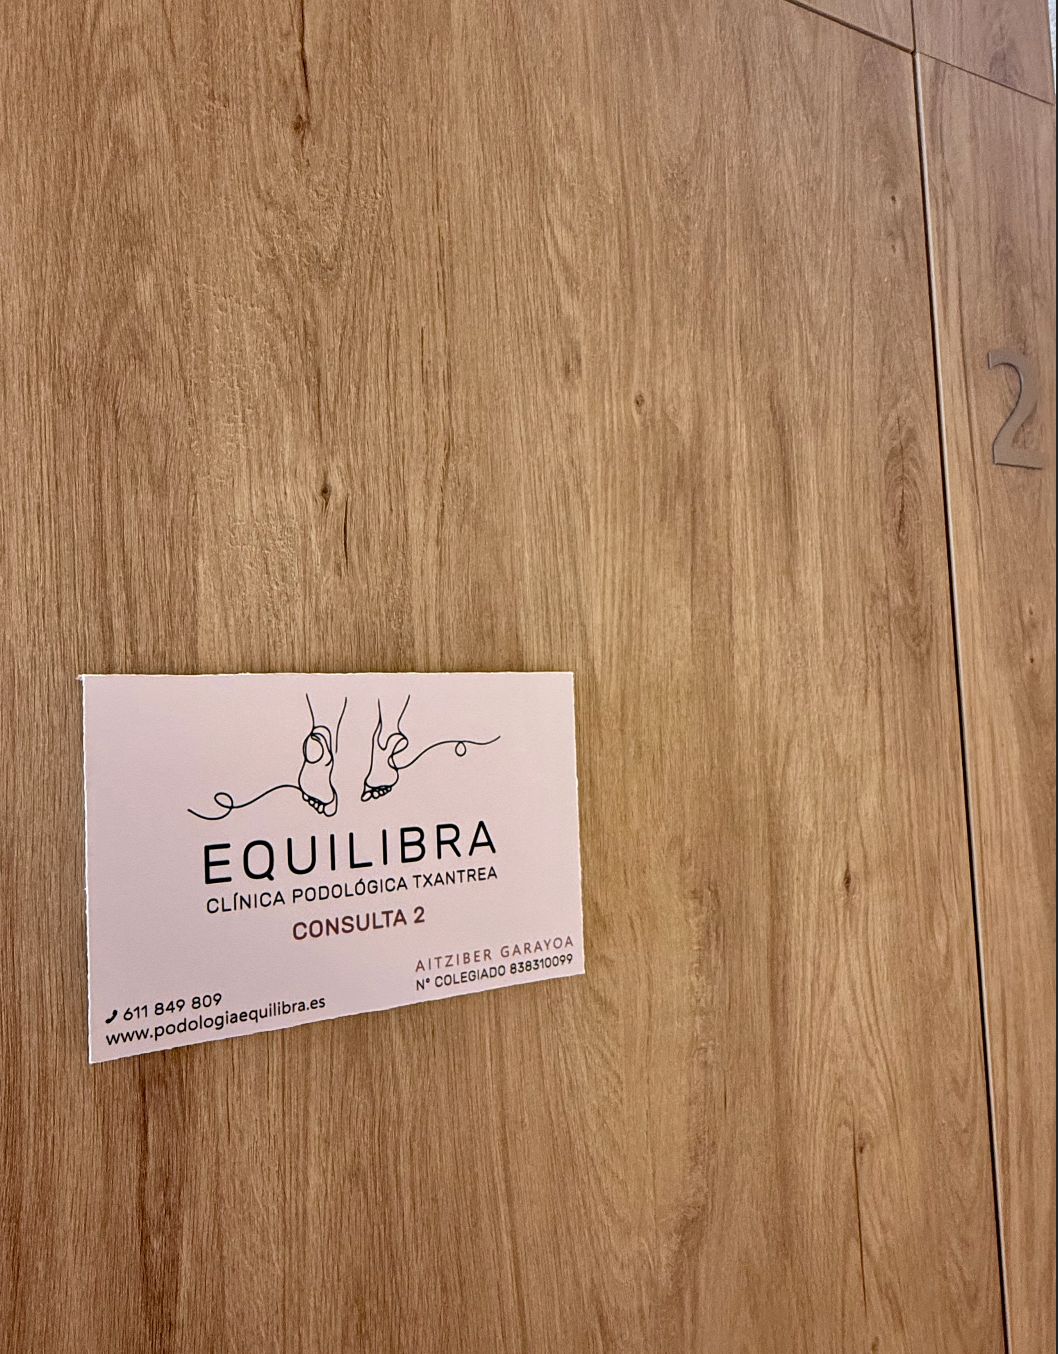 2
EQUILIBRA
CLÍNICA PODOLÓGICA TXANTREA
CONSULTA 2
AITZIBER GARAYOA
Nº COLEGIADO 838310099
611 849 809
www.podologiaequilibra.es